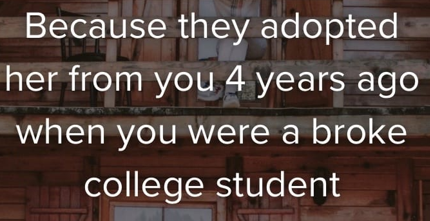 Because they adopted
her from you 4 years ago
when you were a broke
college student